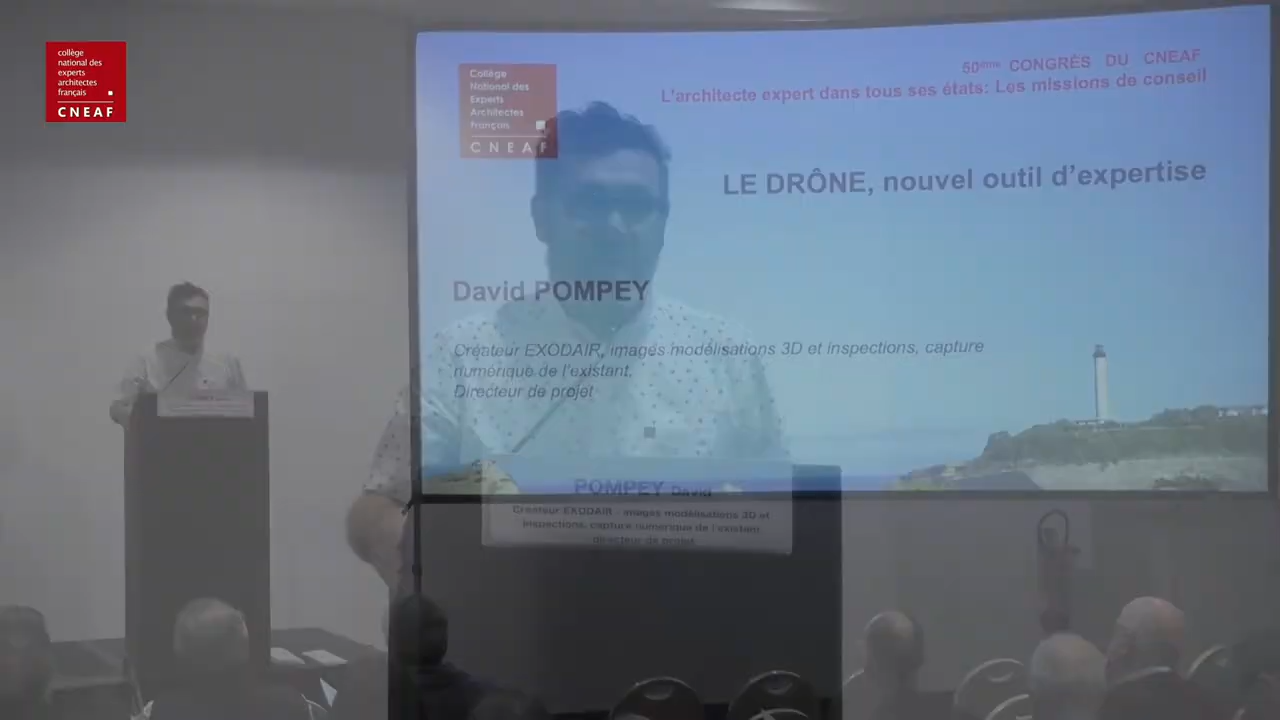 collège
national des
experts
architectes
français
CNEAF
Collège
National des
Experts
Architectes
Français
CNEAF
50ème CONGRÈS DU CNEAF
L'architecte expert dans tous ses états: Les missions de conseil
LE DRÔNE, nouvel outil d'expertise
David POMPEY
Créateur EXODAIR, images modélisations 3D et inspections, capture
numérique de l'existant.
Directeur de projet
POMPEY David
Créateur EXODAIR - images modélisations 3D et
inspections, capture numérique de l'existant
directeur de projet